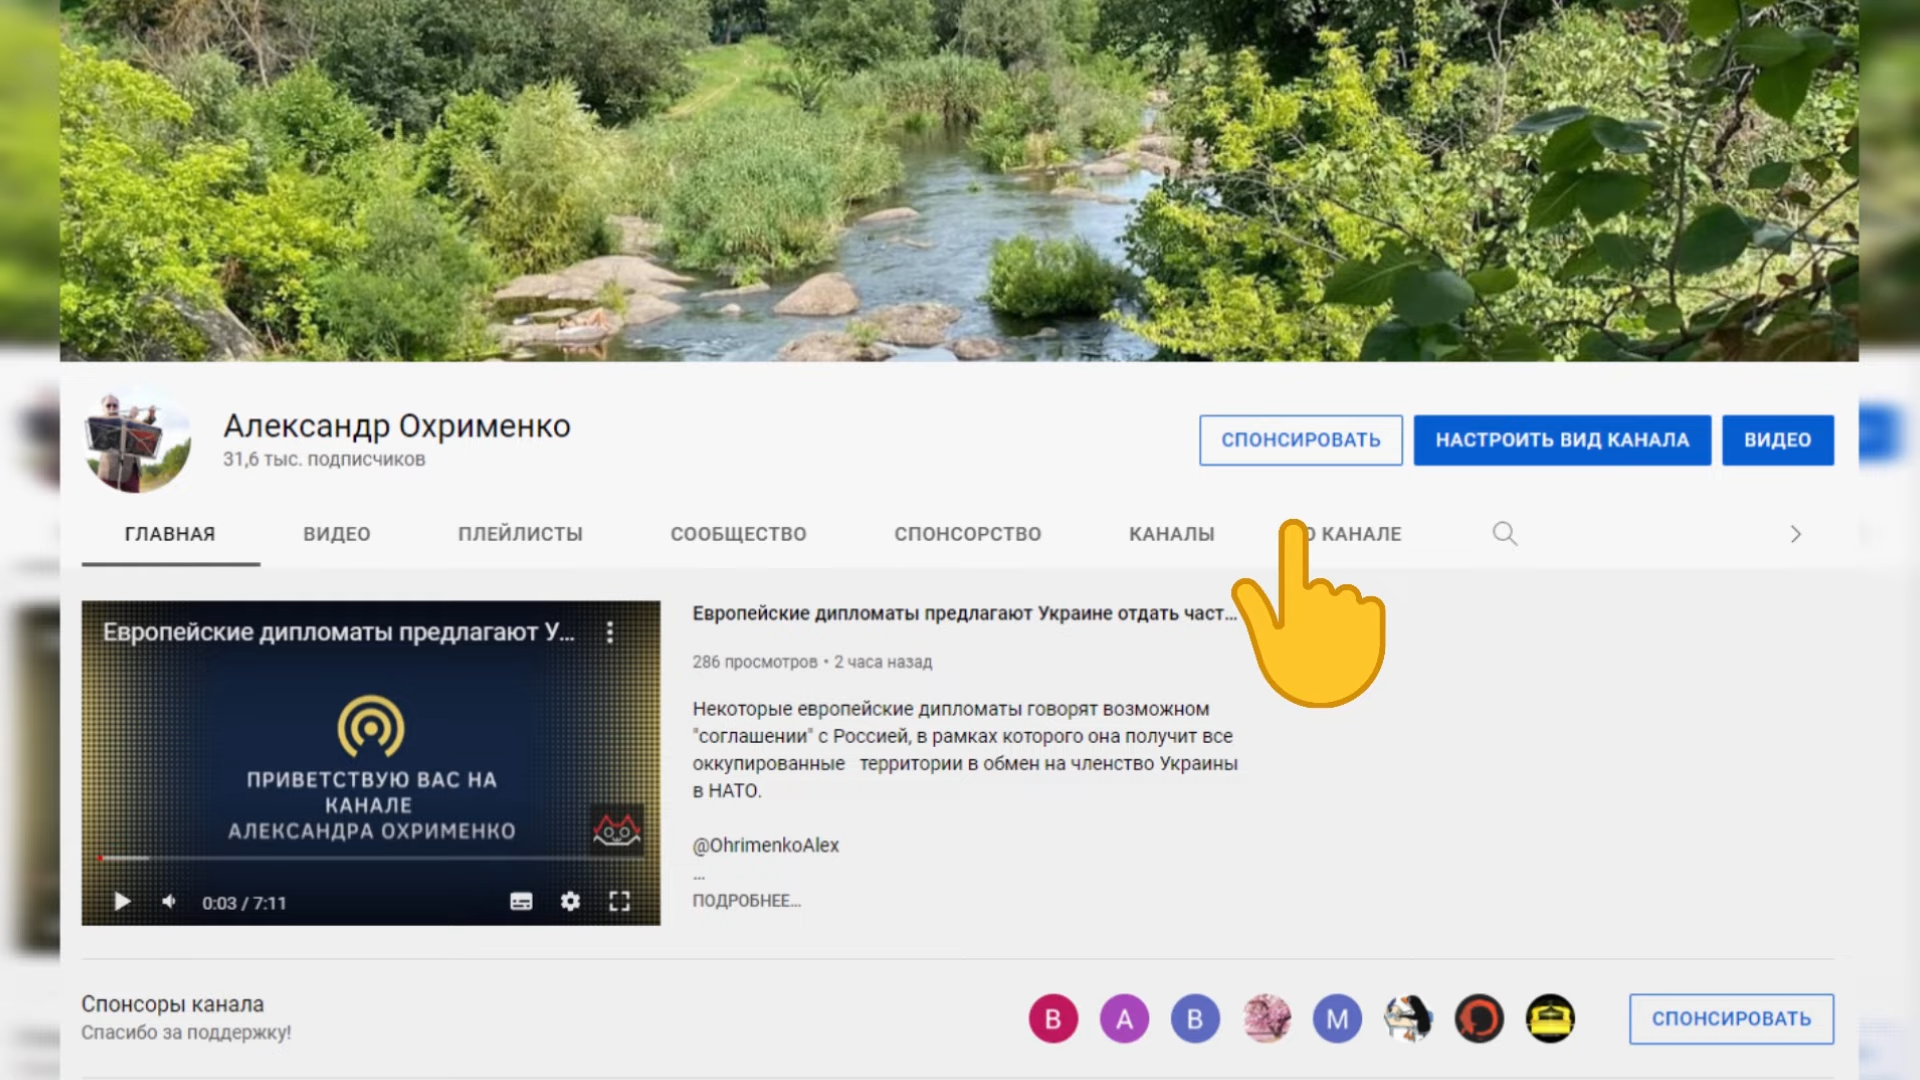 Александр Охрименко
31,6 тыс. подписчиков
СПОНСИРОВАТЬ
НАСТРОИТЬ ВИД КАНАЛА
ВИДЕО
ГЛАВНАЯ
ВИДЕО
ПЛЕЙЛИСТЫ
СООБЩЕСТВО
СПОНСОРСТВО
КАНАЛЫ
О КАНАЛЕ
Европейские дипломаты предлагают У...
ПРИВЕТСТВУЮ ВАС НА
КАНАЛЕ
АЛЕКСАНДРА ОХРИМЕНКО
0:03 / 7:11
Европейские дипломаты предлагают Украине отдать част...
286 просмотров • 2 часа назад
Некоторые европейские дипломаты говорят возможном
"соглашении" с Россией, в рамках которого она получит все
оккупированные территории в обмен на членство Украины
в НАТО.
@OhrimenkoAlex
...
ПОДРОБНЕЕ...
Спонсоры канала
Спасибо за поддержку!
В
А
В
М
СПОНСИРОВАТЬ